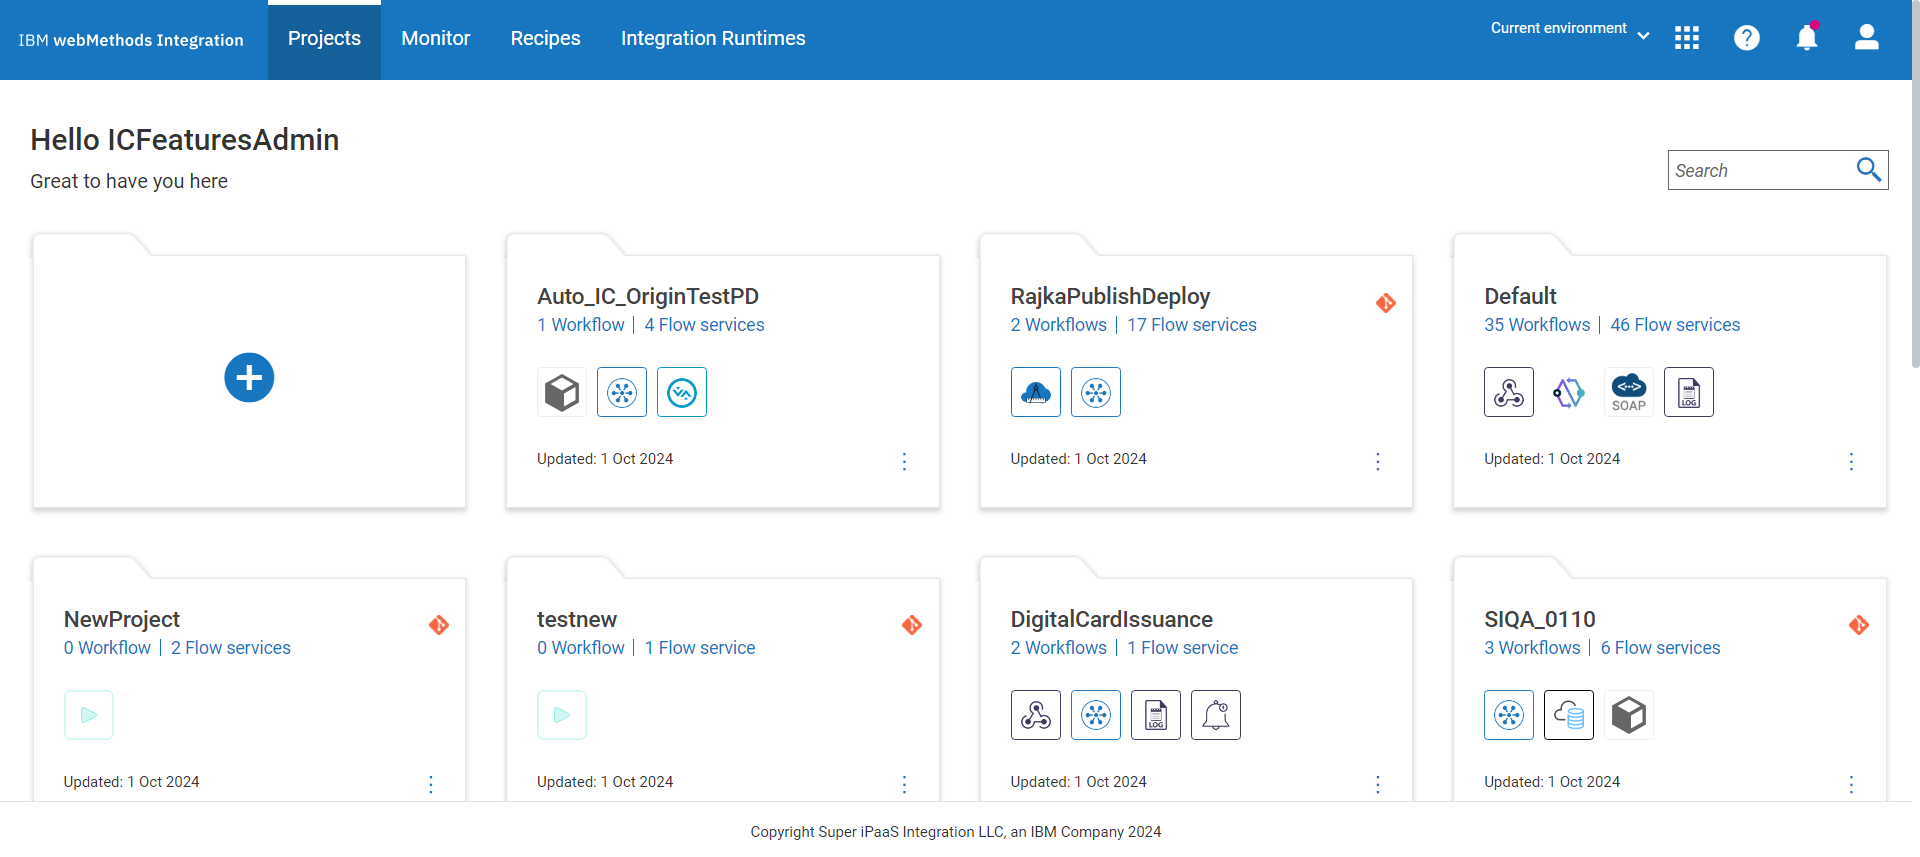 IBM webMethods Integration
Projects
Monitor
Recipes
Integration Runtimes
Current environment
?
Hello ICFeaturesAdmin
Great to have you here
Search
Auto_IC_OriginTestPD
1 Workflow | 4 Flow services
Updated: 1 Oct 2024
RajkaPublishDeploy
2 Workflows | 17 Flow services
Updated: 1 Oct 2024
Default
35 Workflows | 46 Flow services
SOAP
LOG
Updated: 1 Oct 2024
NewProject
0 Workflow | 2 Flow services
Updated: 1 Oct 2024
testnew
0 Workflow | 1 Flow service
Updated: 1 Oct 2024
DigitalCardIssuance
2 Workflows | 1 Flow service
LOG
Updated: 1 Oct 2024
SIQA_0110
3 Workflows | 6 Flow services
Updated: 1 Oct 2024
Copyright Super iPaaS Integration LLC, an IBM Company 2024